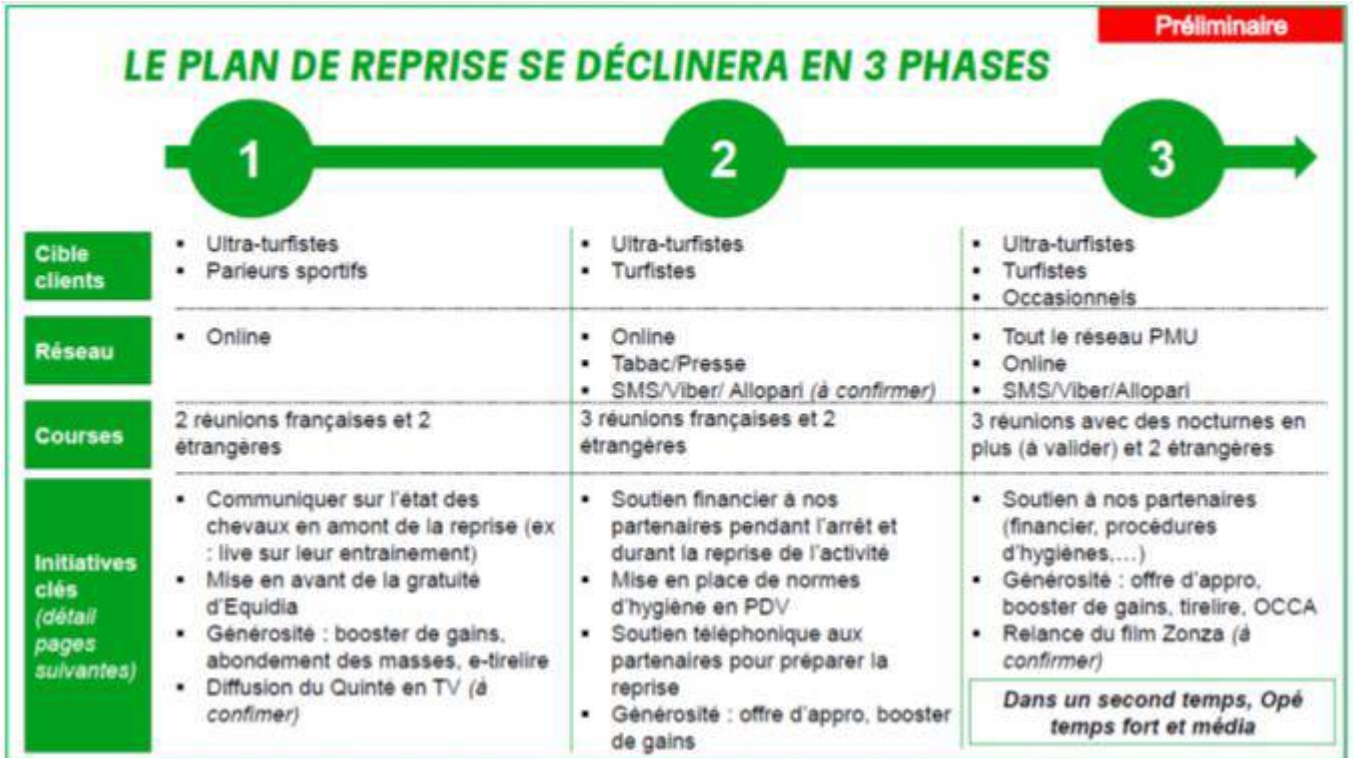 Préliminaire
LE PLAN DE REPRISE SE DÉCLINERA EN 3 PHASES
1
2
3
Cible
clients
▪ Ultra-turfistes
▪ Parieurs sportifs
▪ Ultra-turfistes
▪ Turfistes
▪ Ultra-turfistes
▪ Turfistes
▪ Occasionnels
Réseau
▪ Online
▪ Online
▪ Tabac/Presse
▪ SMS/Viber/ Allopari (à confirmer)
▪ Tout le réseau PMU
▪ Online
▪ SMS/Viber/Allopari
Courses
2 réunions françaises et 2
étrangères
3 réunions françaises et 2
étrangères
3 réunions avec des nocturnes en
plus (à valider) et 2 étrangères
Initiatives
clés
(détail
pages
suivantes)
▪ Communiquer sur l'état des
chevaux en amont de la reprise (ex
: live sur leur entrainement)
▪ Mise en avant de la gratuité
d'Equidia
▪ Générosité : booster de gains,
abondement des masses, e-tirelire
▪ Diffusion du Quinté en TV (à
confimer)
▪ Soutien financier à nos
partenaires pendant l'arrêt et
durant la reprise de l'activité
▪ Mise en place de normes
d'hygiène en PDV
▪ Soutien téléphonique aux
partenaires pour préparer la
reprise
▪ Générosité : offre d'appro, booster
de gains
▪ Soutien à nos partenaires
(financier, procédures
d'hygiènes,…)
▪ Générosité : offre d'appro,
booster de gains, tirelire, OCCA
▪ Relance du film Zonza (à
confirmer)
Dans un second temps, Opé
temps fort et média